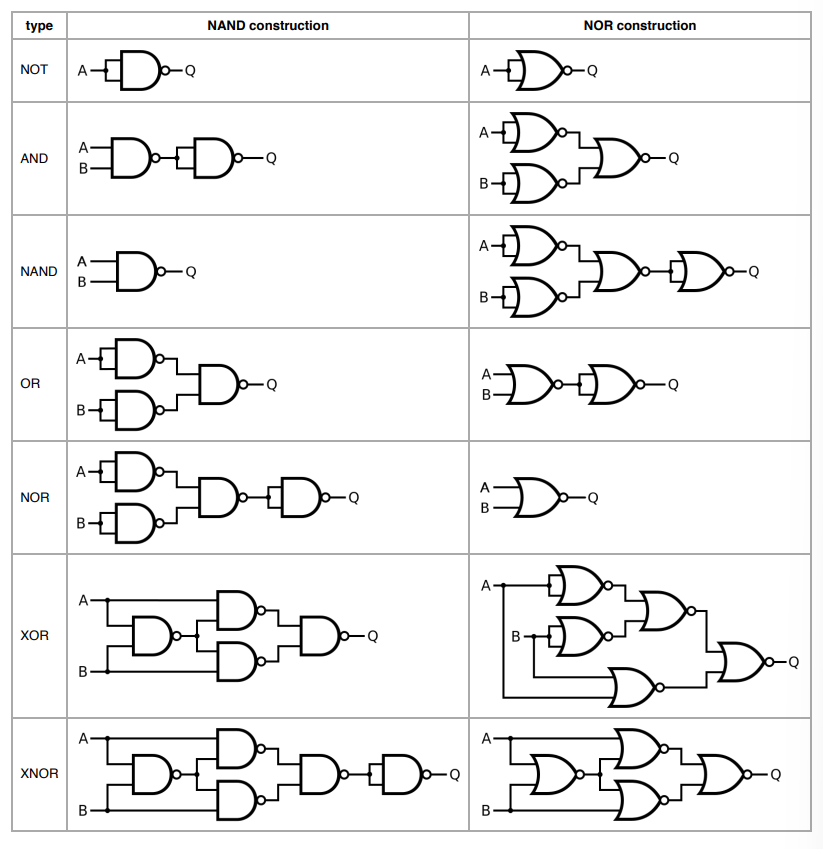 type NAND construction NOR construction
NOT A Q A Q
AND A B Q A B Q
NAND A B Q A B Q
OR A B Q A B Q
NOR A B Q A B Q
XOR A B Q A B Q
XNOR A B Q A B Q